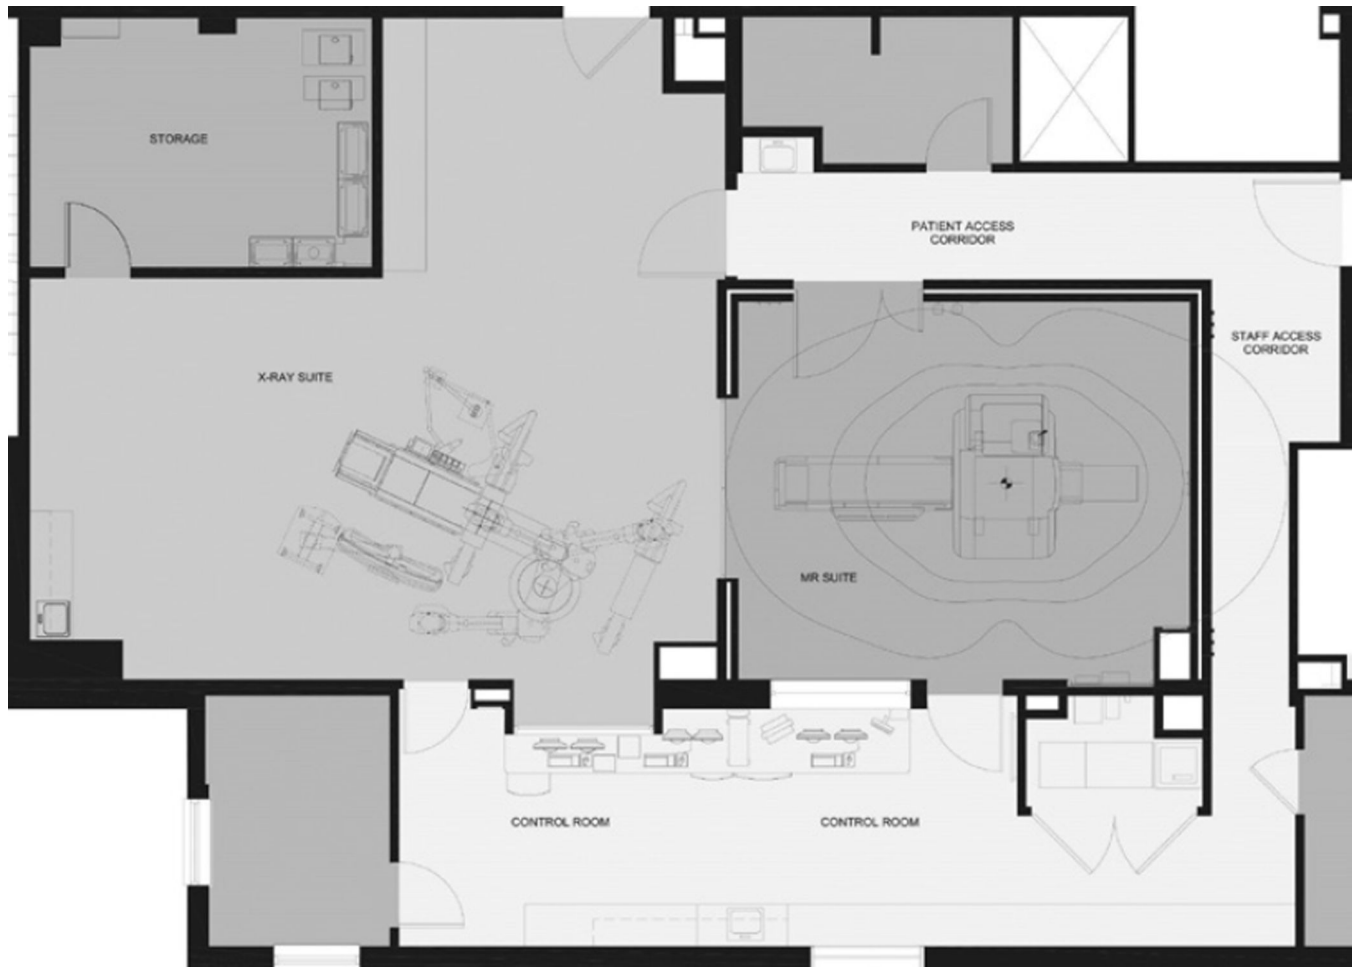 STORAGE
PATIENT ACCESS
CORRIDOR
STAFF ACCESS
CORRIDOR
X-RAY SUITE
MR SUITE
CONTROL ROOM
CONTROL ROOM